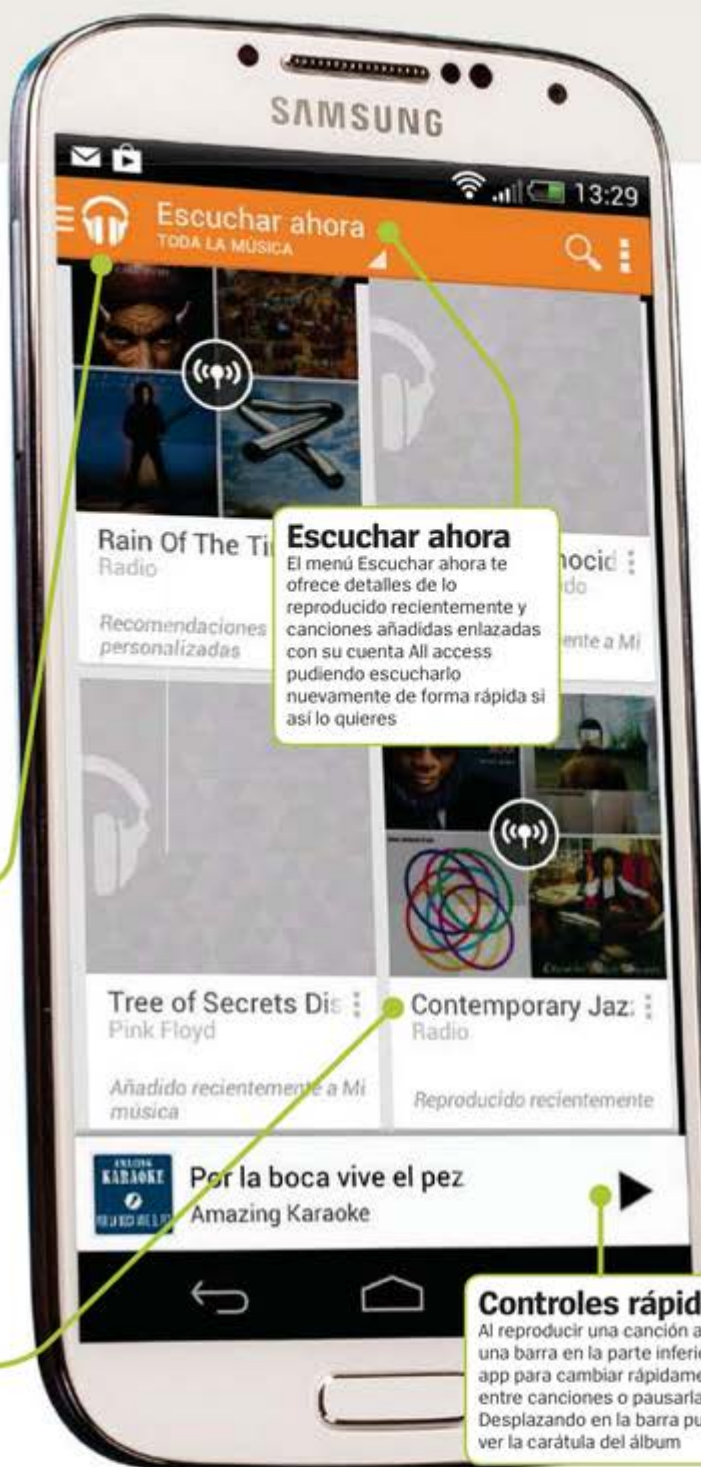 SAMSUNG
13:29
Escuchar ahora
TODA LA MÚSICA
Rain Of The
Radio
Recomendaciones
personalizadas
ente a Mi
Escuchar ahora
El menú Escuchar ahora te
ofrece detalles de lo
reproducido recientemente y
canciones añadidas enlazadas
con su cuenta All access
pudiendo escucharlo
nuevamente de forma rápida si
así lo quieres
Tree of Secrets Dis
Pink Floyd
Añadido recientemente a Mi
música
Contemporary Jaz
Radio
Reproducido recientemente
AMAZING
KARAOKE
Por la boca vive el pez
Amazing Karaoke
Controles rápid
Al reproducir una canción a
una barra en la parte inferi
app para cambiar rápidame
entre canciones o pausarla
Desplazando en la barra pu
ver la carátula del álbum